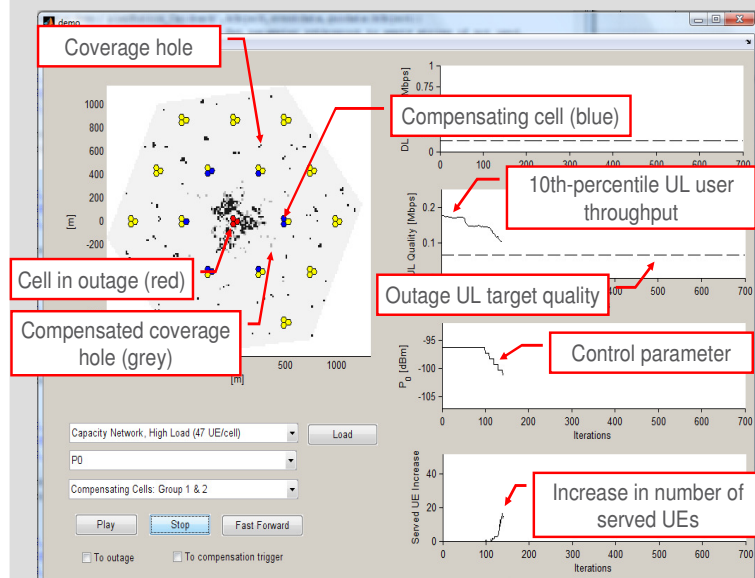 demo
Coverage hole
1000
800
600
400
200
0
-200
[m]
500
1000
[m]
Cell in outage (red)
Compensated coverage
hole (grey)
Compensating cell (blue)
1
0.75
0
DL
Mbps]
0
100
200
300
400
500
600
700
10th-percentile UL user
throughput
0.2
0.1
UL Quality [Mbps]
100
200
300
400
500
600
700
Outage UL target quality
-95
-100
-105
P0 [dBm]
Control parameter
0
100
200
300
400
500
600
700
Iterations
40
20
0
Served UE Increase
Increase in number of
served UEs
0
100
200
300
400
500
600
700
Iterations
Capacity Network, High Load (47 UE/cell)
Load
P0
Compensating Cells: Group 1 & 2
Play
Stop
Fast Forward
To outage
To compensation trigger